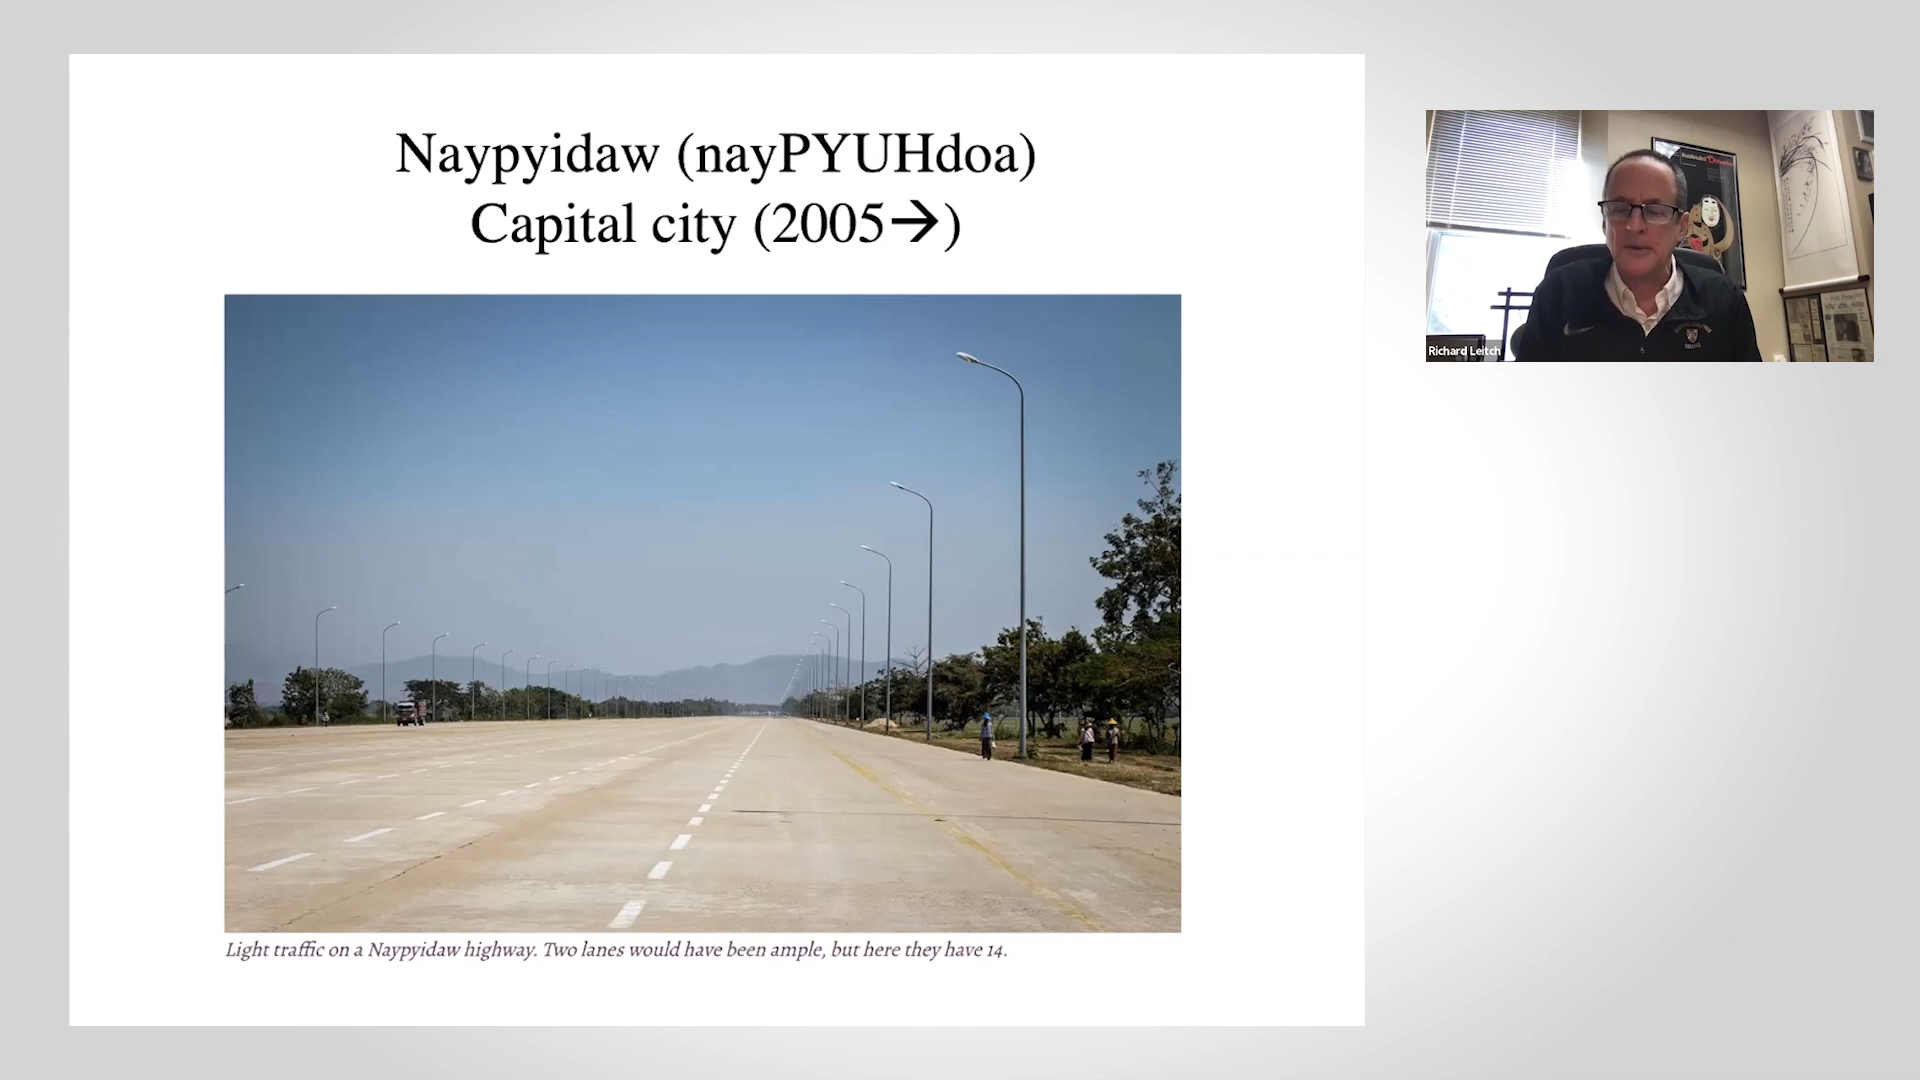 Naypyidaw (nayPYUHdoa)
Capital city (2005→)
Light traffic on a Naypyidaw highway. Two lanes would have been ample, but here they have 14.
Richard Leitch